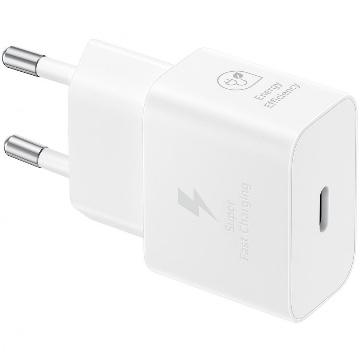 Energy
Efficiency
Super
Fast Charging